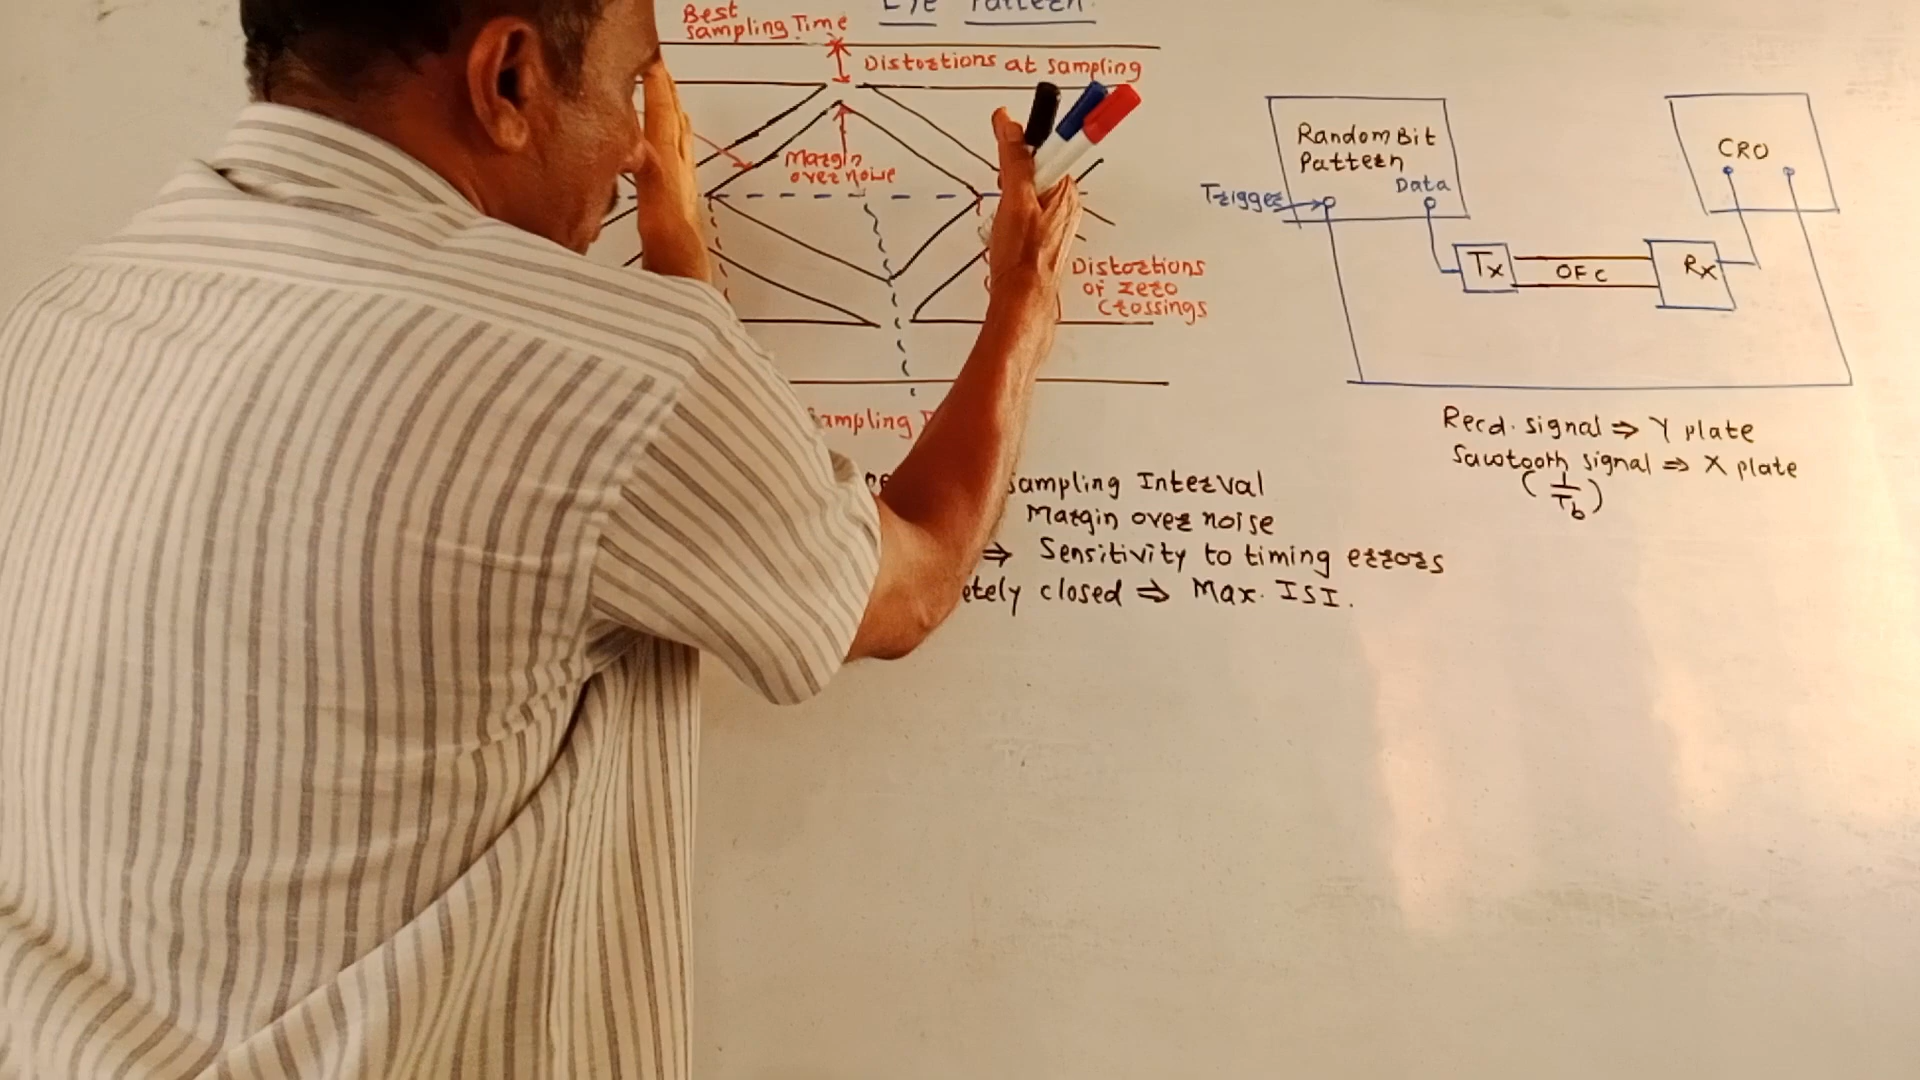 Eye Pattern
Best
sampling Time
Distortions at sampling
Margin
over noise
Distortions
of zero
crossings
sampling
sampling Interval
Margin over noise
⇒ Sensitivity to timing errors
etely closed ⇒ Max. ISI.
Random Bit
Pattern
Trigger
Data
CRO
Tx
OFC
Rx
Recd. signal ⇒ Y plate
Sawtooth signal ⇒ X plate
(1/Tb)